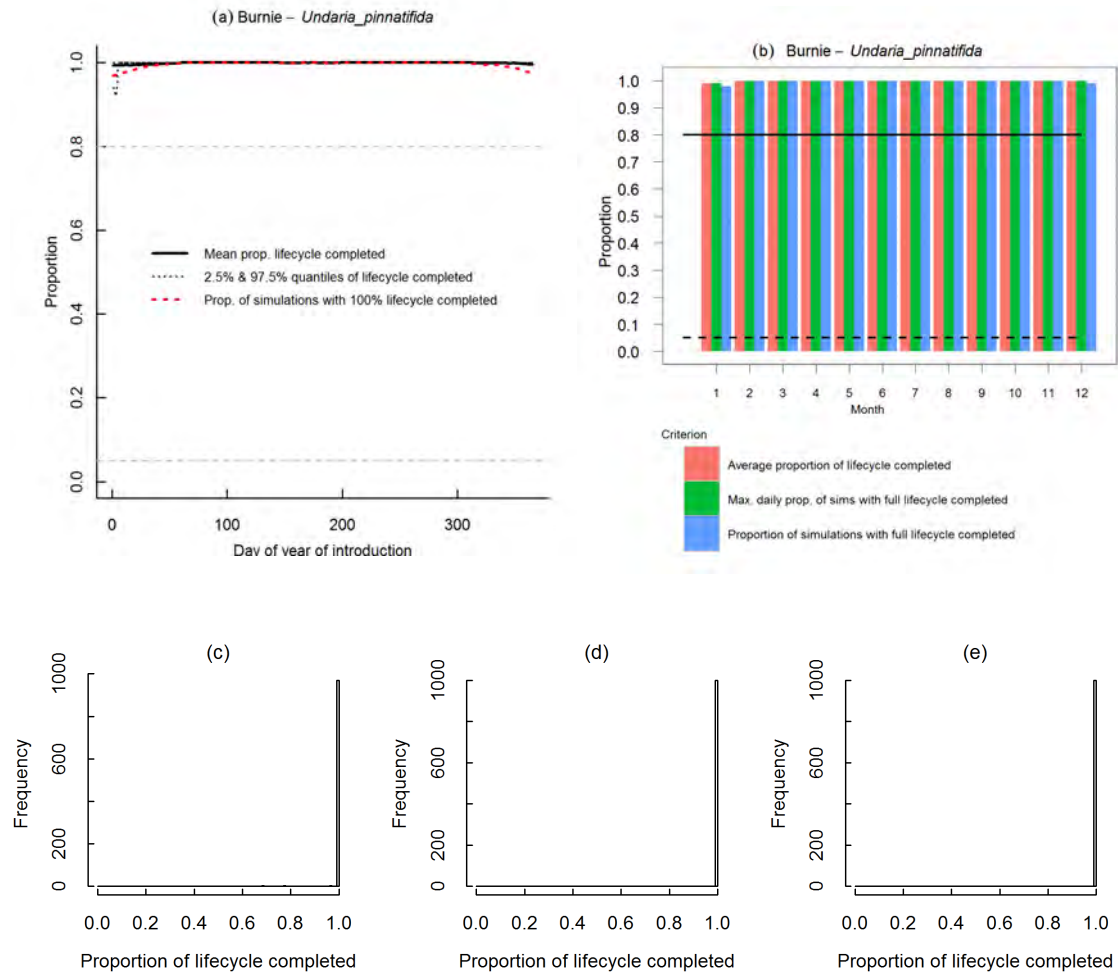 (a) Burnie – Undaria_pinnatifida
Proportion
1.0
0.8
0.6
0.4
0.2
0.0
Mean prop. lifecycle completed
2.5% & 97.5% quantiles of lifecycle completed
Prop. of simulations with 100% lifecycle completed
0 100 200 300
Day of year of introduction
(b) Burnie – Undaria_pinnatifida
Proportion
1.0
0.9
0.8
0.7
0.6
0.5
0.4
0.3
0.2
0.1
0.0
1 2 3 4 5 6 7 8 9 10 11 12
Month
Criterion
Average proportion of lifecycle completed
Max. daily prop. of sims with full lifecycle completed
Proportion of simulations with full lifecycle completed
(c)
Frequency
1000
600
200
0
0.0 0.2 0.4 0.6 0.8 1.0
Proportion of lifecycle completed
(d)
Frequency
1000
600
200
0
0.0 0.2 0.4 0.6 0.8 1.0
Proportion of lifecycle completed
(e)
Frequency
1000
600
200
0
0.0 0.2 0.4 0.6 0.8 1.0
Proportion of lifecycle completed